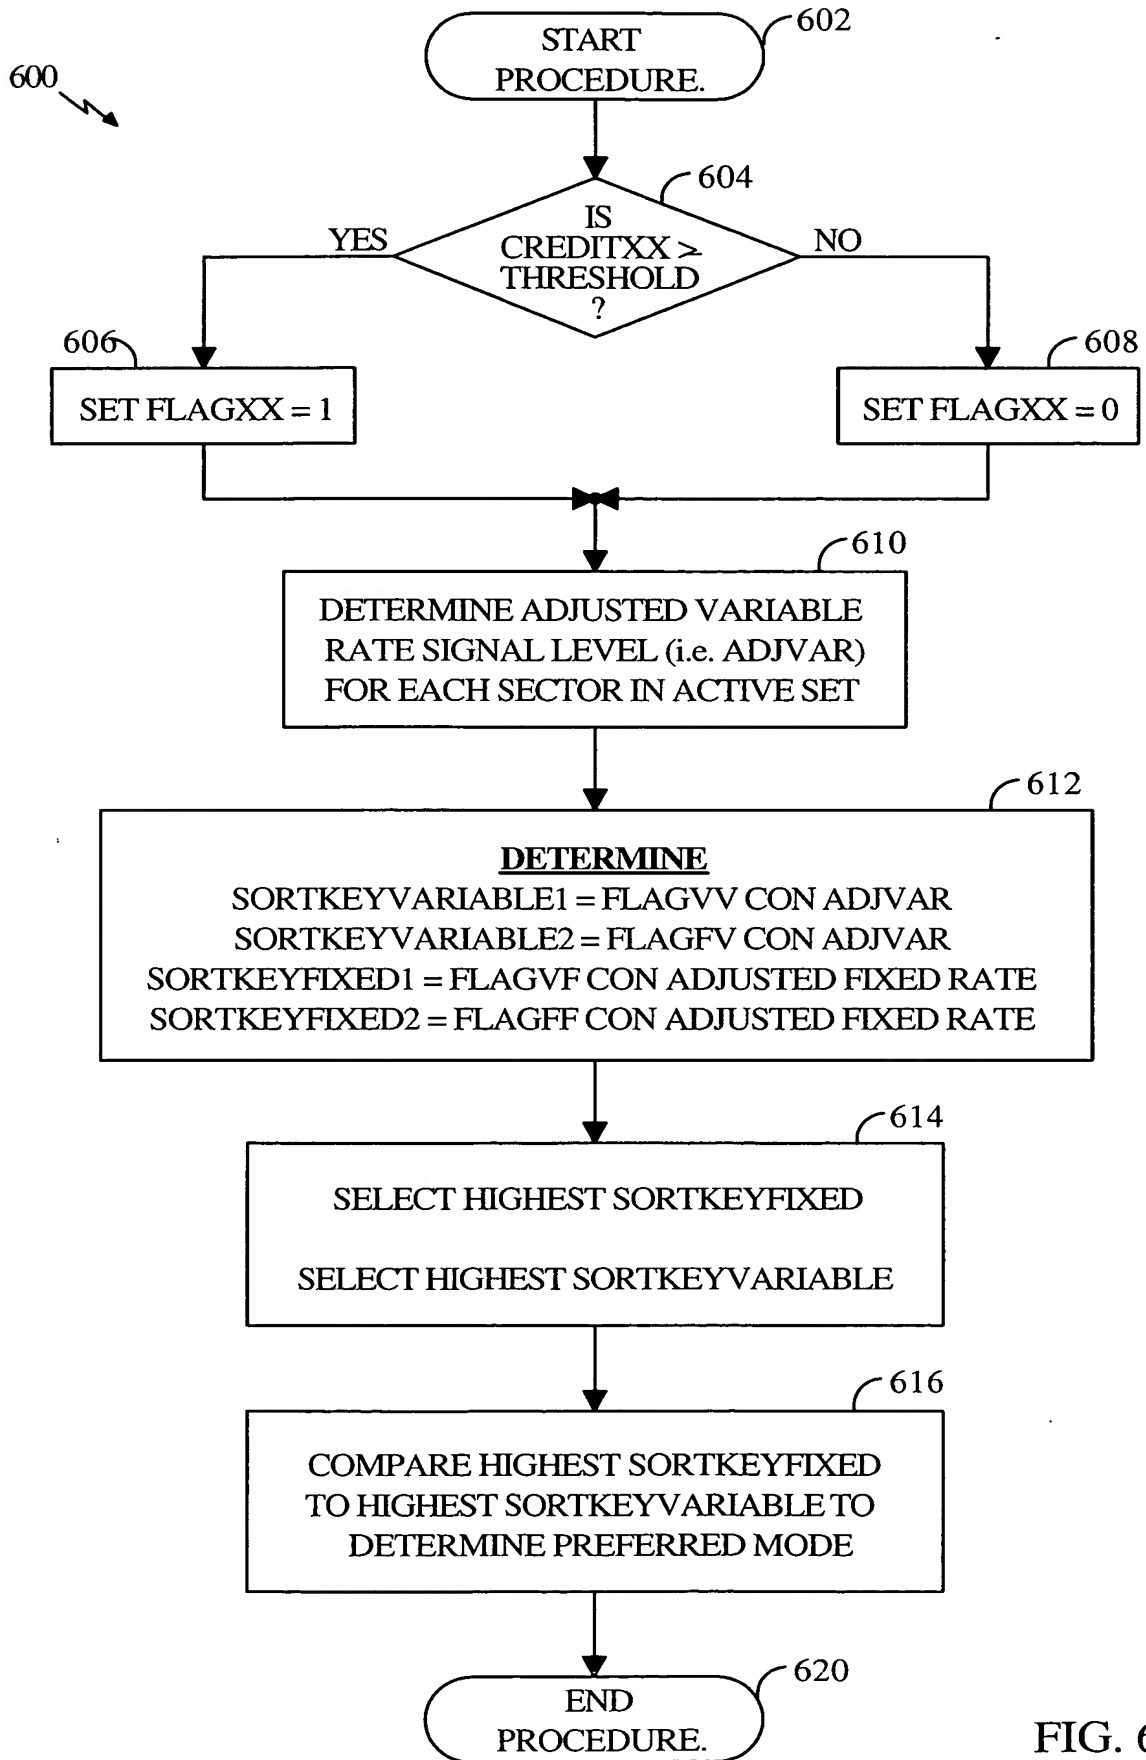 602
START
PROCEDURE.
600
604
IS
CREDITXX ≥
THRESHOLD
?
YES
NO
606
SET FLAGXX = 1
608
SET FLAGXX = 0
610
DETERMINE ADJUSTED VARIABLE
RATE SIGNAL LEVEL (i.e. ADJVAR)
FOR EACH SECTOR IN ACTIVE SET
612
DETERMINE
SORTKEYVARIABLE1 = FLAGVV CON ADJVAR
SORTKEYVARIABLE2 = FLAGFV CON ADJVAR
SORTKEYFIXED1 = FLAGVF CON ADJUSTED FIXED RATE
SORTKEYFIXED2 = FLAGFF CON ADJUSTED FIXED RATE
614
SELECT HIGHEST SORTKEYFIXED
SELECT HIGHEST SORTKEYVARIABLE
616
COMPARE HIGHEST SORTKEYFIXED
TO HIGHEST SORTKEYVARIABLE TO
DETERMINE PREFERRED MODE
620
END
PROCEDURE.
FIG. 6